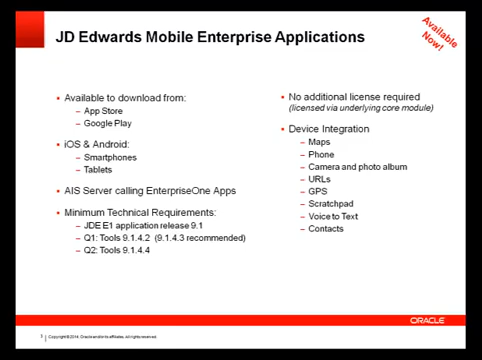 JD Edwards Mobile Enterprise Applications
Available
Now!
▪ Available to download from:
– App Store
– Google Play
▪ iOS & Android:
– Smartphones
– Tablets
▪ AIS Server calling EnterpriseOne Apps
▪ Minimum Technical Requirements:
– JDE E1 application release 9.1
– Q1: Tools 9.1.4.2 (9.1.4.3 recommended)
– Q2: Tools 9.1.4.4
▪ No additional license required
(licensed via underlying core module)
▪ Device Integration
– Maps
– Phone
– Camera and photo album
– URLs
– GPS
– Scratchpad
– Voice to Text
– Contacts
ORACLE
1 Copyright © 2014, Oracle and/or its affiliates. All rights reserved.